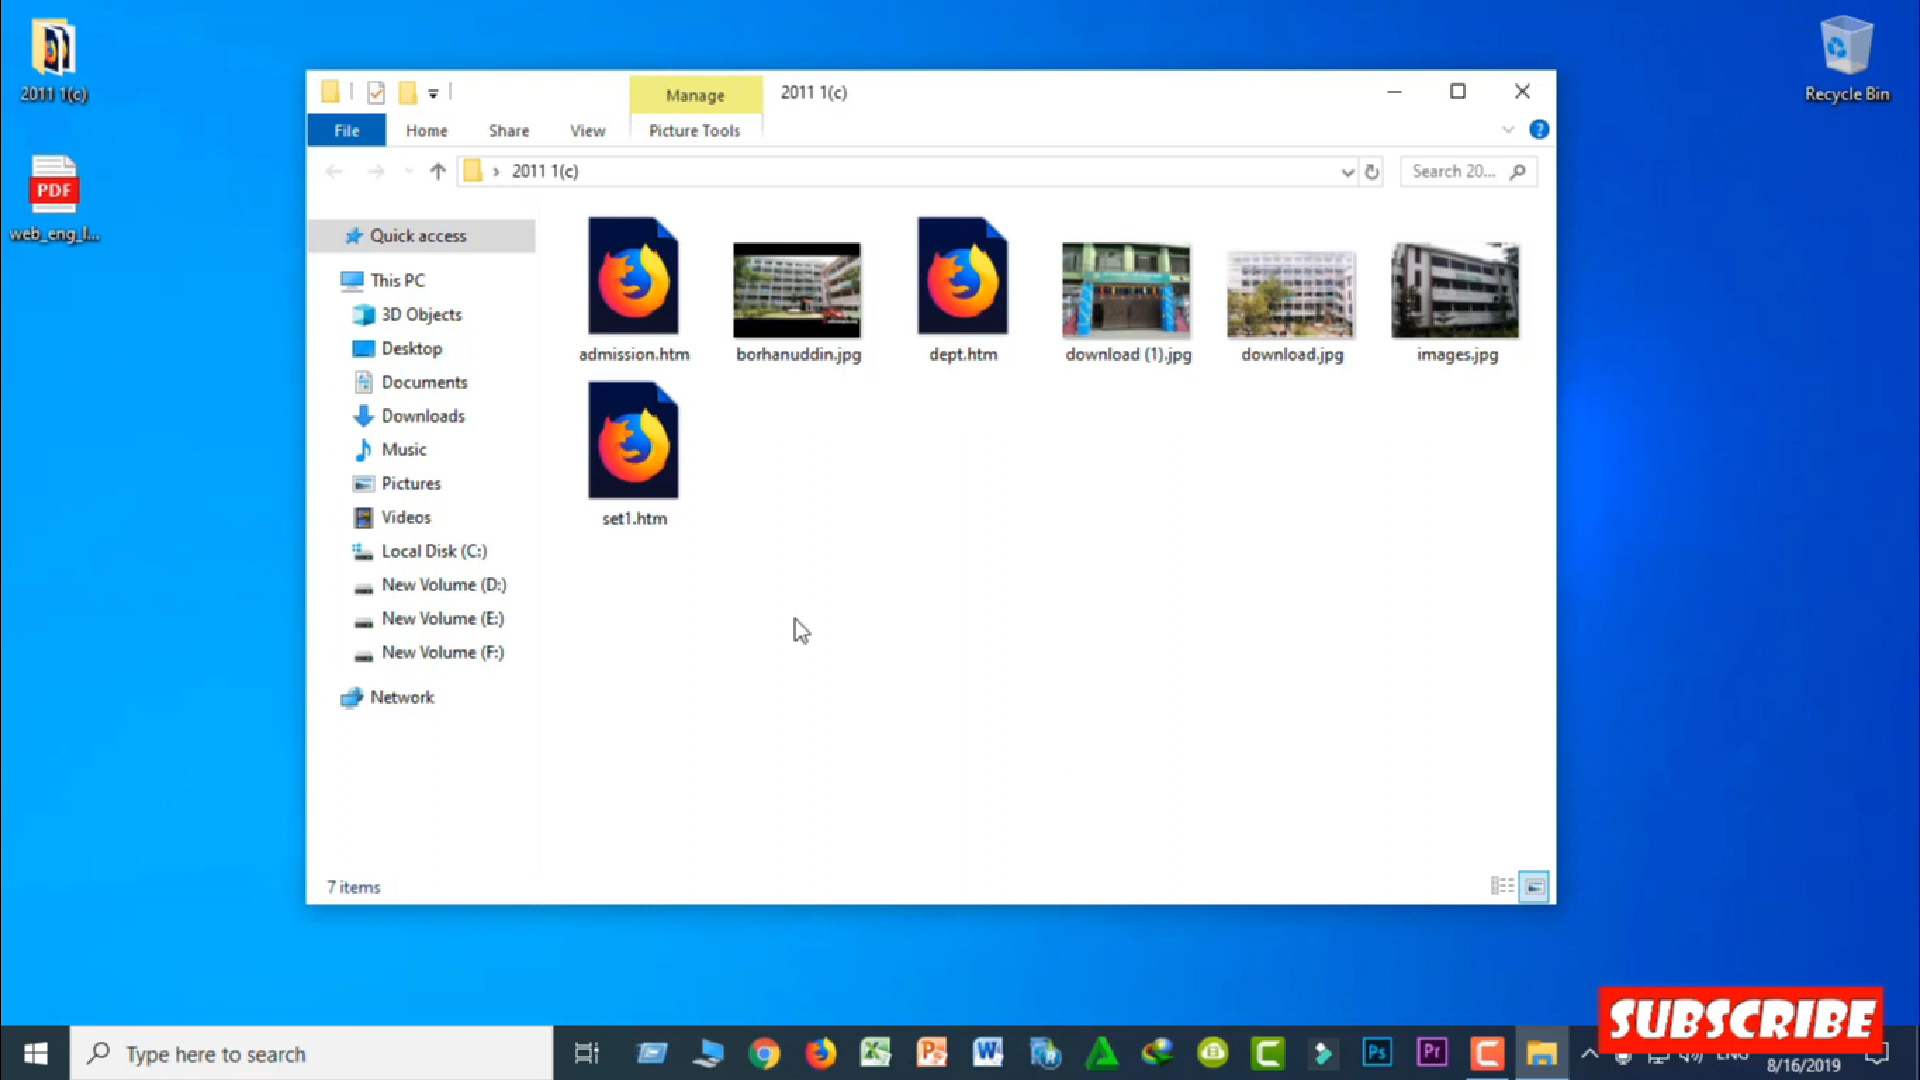 2011 1(c)
PDF
web_eng_l...
Recycle Bin
Manage
2011 1(c)
File
Home
Share
View
Picture Tools
2011 1(c)
Search 20...
Quick access
This PC
3D Objects
Desktop
Documents
Downloads
Music
Pictures
Videos
Local Disk (C:)
New Volume (D:)
New Volume (E:)
New Volume (F:)
Network
admission.htm
borhanuddin.jpg
dept.htm
download (1).jpg
download.jpg
images.jpg
set1.htm
7 items
SUBSCRIBE
Type here to search
Ps
Pr
ENG
8/16/2019